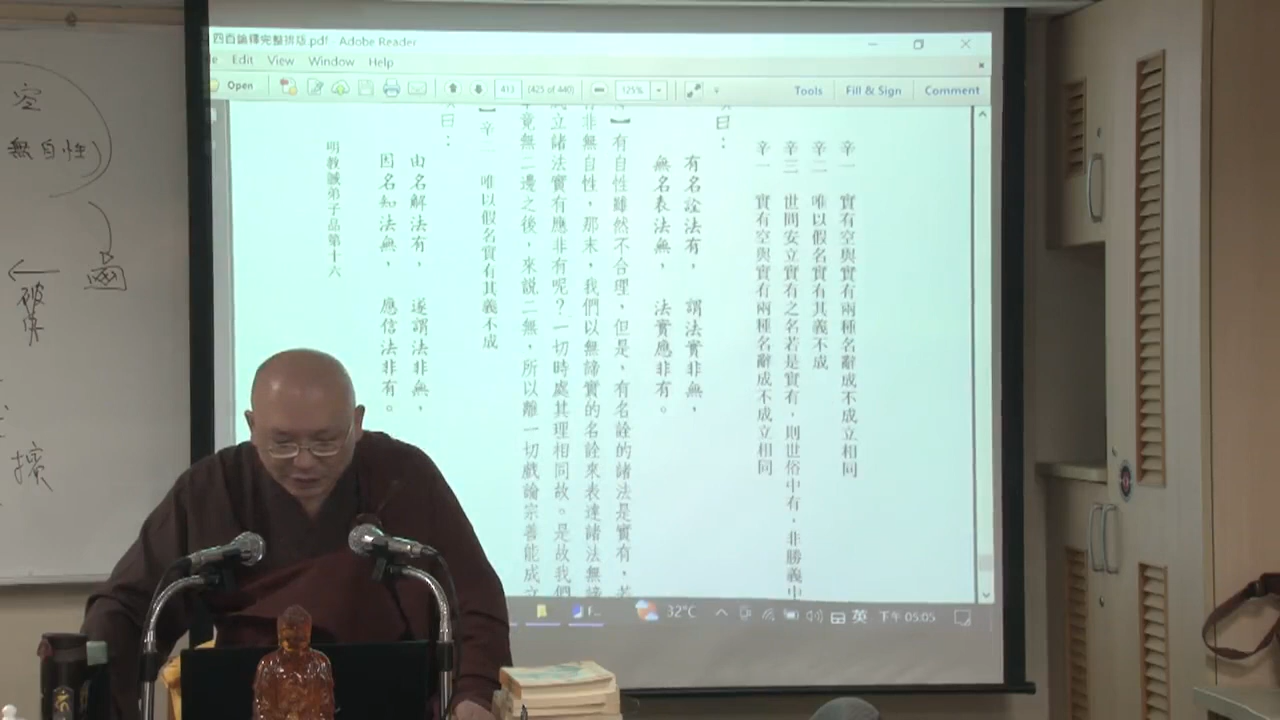 四百論釋完整排版.pdf - Adobe Reader
Edit View Window Help
Open
413 (425 of 440) 125%
Tools Fill & Sign Comment
辛一 實有空與實有兩種名辭成不成立相同
辛二 唯以假名實有其義不成
辛三 世間安立實有之名若是實有，則世俗中有，非勝義中
辛一 實有空與實有兩種名辭成不成立相同
曰：
有名詮法有， 謂法實非無，
無名表法無， 法實應非有。
】有自性雖然不合理，但是，有名詮的諸法是實有，若
非無自性，那末，我們以無諦實的名詮來表達諸法無諦
立諸法實有應非有呢？一切時處其理相同故。是故我們
竟無二邊之後，來說二無，所以離一切戲論宗善能成立
】辛 唯以假名實有其義不成
曰：
由名解法有， 遂謂法非無，
因名知法無， 應信法非有。
明教誡弟子品第十六
空
無自性)
破
擯
32°C
英
下午 05:05